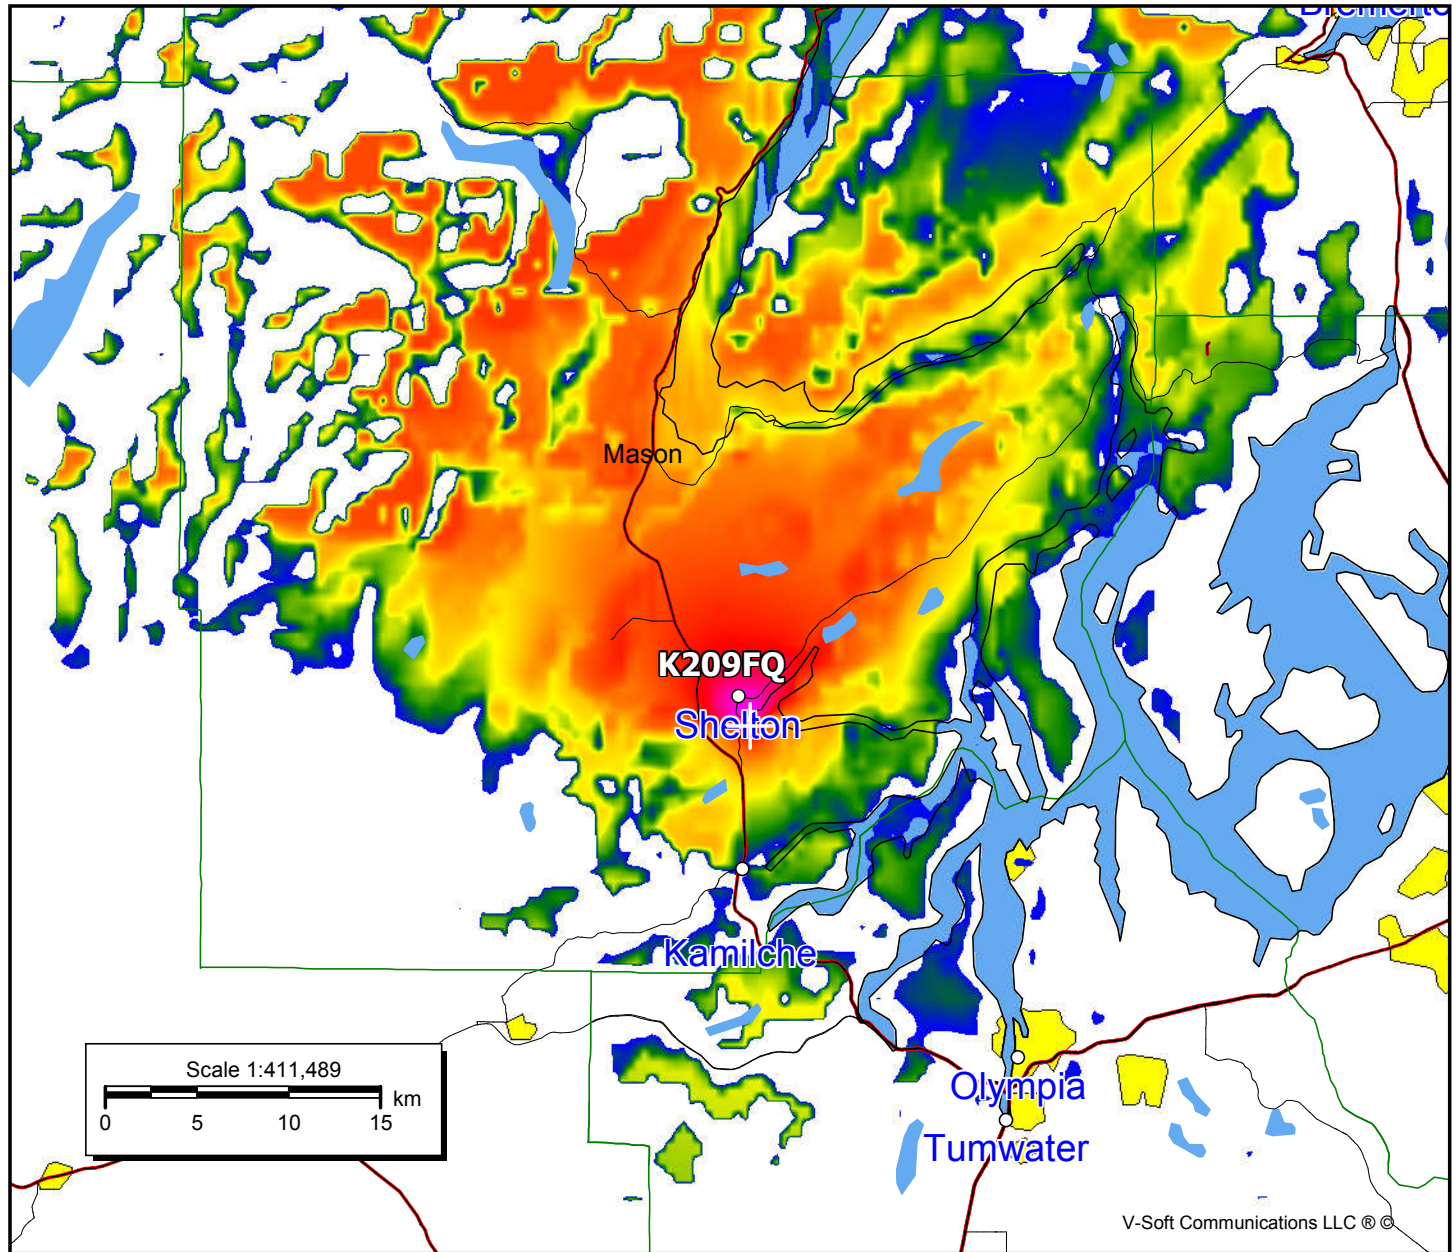 Mason
K209FQ
Shelton
Kamilche
Scale 1:411,489
km
0 5 10 15
Olympia
Tumwater
V-Soft Communications LLC ® ©